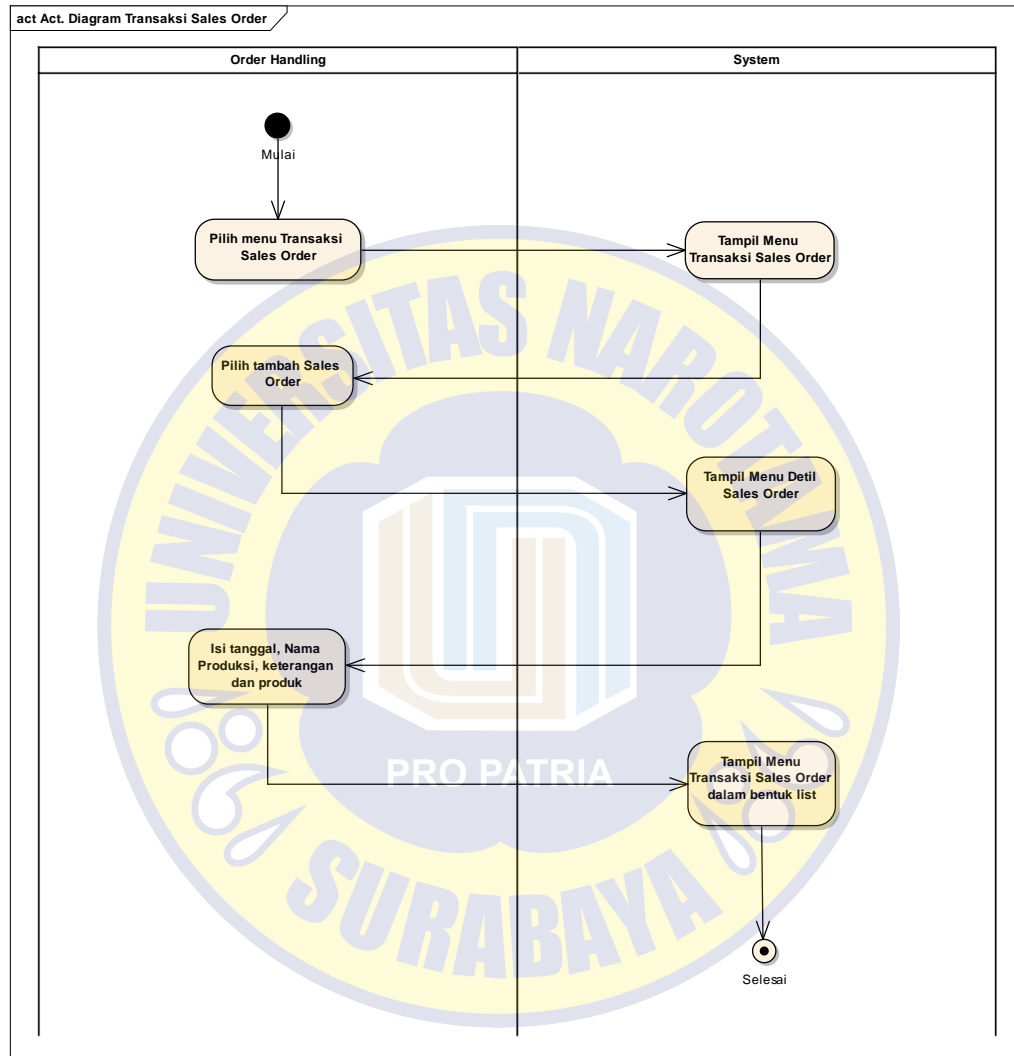 act Act. Diagram Transaksi Sales Order
Order Handling
System
Mulai
Pilih menu Transaksi
Sales Order
Tampil Menu
Transaksi Sales Order
Pilih tambah Sales
Order
Tampil Menu Detil
Sales Order
Isi tanggal, Nama
Produksi, keterangan
dan produk
Tampil Menu
Transaksi Sales Order
dalam bentuk list
Selesai
UNIVERSITAS NAROTAMA
PRO PATRIA
SURABAYA